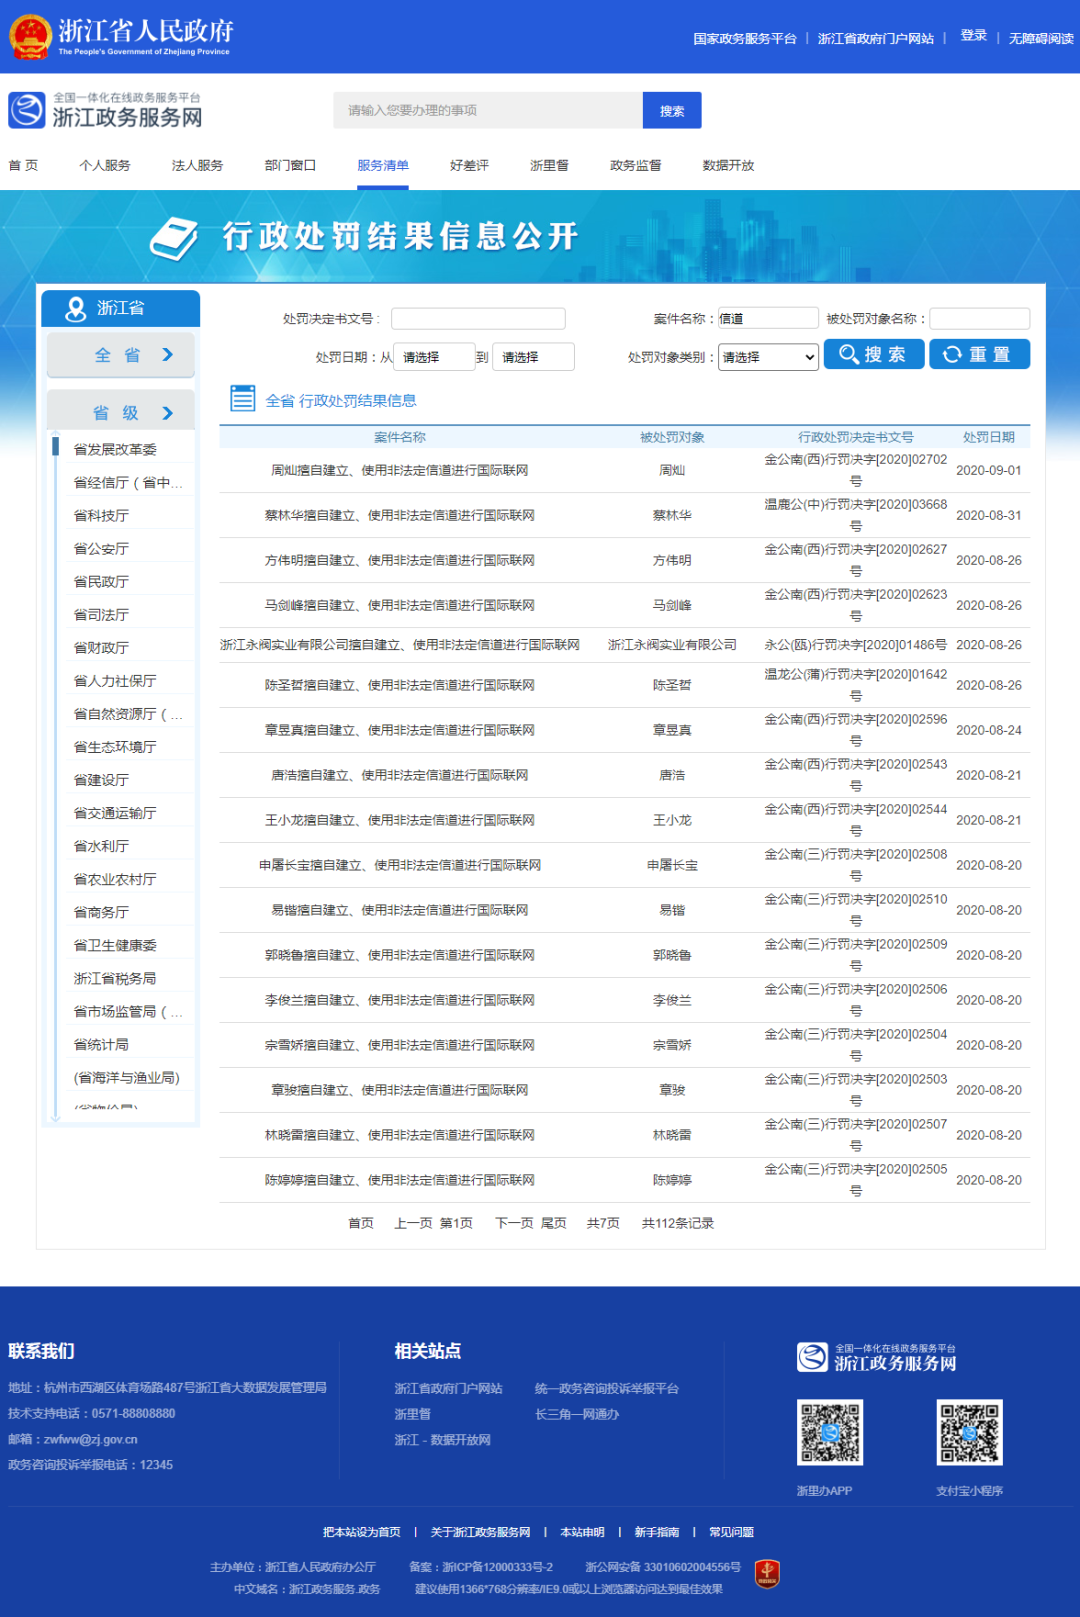 浙江省人民政府
The People's Government of Zhejiang Province
国家政务服务平台 | 浙江省政府门户网站 | 登录 | 无障碍阅读
全国一体化在线政务服务平台
浙江政务服务网
请输入您要办理的事项 搜索
首 页 个人服务 法人服务 部门窗口 服务清单 好差评 浙里督 政务监督 数据开放
行政处罚结果信息公开
浙江省
全 省
省 级
省发展改革委
省经信厅（省中...
省科技厅
省公安厅
省民政厅
省司法厅
省财政厅
省人力社保厅
省自然资源厅（...
省生态环境厅
省建设厅
省交通运输厅
省水利厅
省农业农村厅
省商务厅
省卫生健康委
浙江省税务局
省市场监管局（...
省统计局
(省海洋与渔业局)
(省物价局)
处罚决定书文号： 案件名称：信道 被处罚对象名称：
处罚日期：从 请选择 到 请选择 处罚对象类别：请选择 搜 索 重 置
全省 行政处罚结果信息
案件名称 被处罚对象 行政处罚决定书文号 处罚日期
周灿擅自建立、使用非法定信道进行国际联网 周灿 金公南(西)行罚决字[2020]02702号 2020-09-01
蔡林华擅自建立、使用非法定信道进行国际联网 蔡林华 温鹿公(中)行罚决字[2020]03668号 2020-08-31
方伟明擅自建立、使用非法定信道进行国际联网 方伟明 金公南(西)行罚决字[2020]02627号 2020-08-26
马剑峰擅自建立、使用非法定信道进行国际联网 马剑峰 金公南(西)行罚决字[2020]02623号 2020-08-26
浙江永阀实业有限公司擅自建立、使用非法定信道进行国际联网 浙江永阀实业有限公司 永公(瓯)行罚决字[2020]01486号 2020-08-26
陈圣哲擅自建立、使用非法定信道进行国际联网 陈圣哲 温龙公(蒲)行罚决字[2020]01642号 2020-08-26
章昱真擅自建立、使用非法定信道进行国际联网 章昱真 金公南(西)行罚决字[2020]02596号 2020-08-24
唐浩擅自建立、使用非法定信道进行国际联网 唐浩 金公南(西)行罚决字[2020]02543号 2020-08-21
王小龙擅自建立、使用非法定信道进行国际联网 王小龙 金公南(西)行罚决字[2020]02544号 2020-08-21
申屠长宝擅自建立、使用非法定信道进行国际联网 申屠长宝 金公南(三)行罚决字[2020]02508号 2020-08-20
易锴擅自建立、使用非法定信道进行国际联网 易锴 金公南(三)行罚决字[2020]02510号 2020-08-20
郭晓鲁擅自建立、使用非法定信道进行国际联网 郭晓鲁 金公南(三)行罚决字[2020]02509号 2020-08-20
李俊兰擅自建立、使用非法定信道进行国际联网 李俊兰 金公南(三)行罚决字[2020]02506号 2020-08-20
宗雪娇擅自建立、使用非法定信道进行国际联网 宗雪娇 金公南(三)行罚决字[2020]02504号 2020-08-20
章骏擅自建立、使用非法定信道进行国际联网 章骏 金公南(三)行罚决字[2020]02503号 2020-08-20
林晓雷擅自建立、使用非法定信道进行国际联网 林晓雷 金公南(三)行罚决字[2020]02507号 2020-08-20
陈婷婷擅自建立、使用非法定信道进行国际联网 陈婷婷 金公南(三)行罚决字[2020]02505号 2020-08-20
首页 上一页 第1页 下一页 尾页 共7页 共112条记录
联系我们
地址：杭州市西湖区体育场路487号浙江省大数据发展管理局
技术支持电话：0571-88808880
邮箱：zwfww@zj.gov.cn
政务咨询投诉举报电话：12345
相关站点
浙江省政府门户网站 统一政务咨询投诉举报平台
浙里督 长三角一网通办
浙江－数据开放网
全国一体化在线政务服务平台
浙江政务服务网
浙里办APP 支付宝小程序
把本站设为首页 | 关于浙江政务服务网 | 本站申明 | 新手指南 | 常见问题
主办单位：浙江省人民政府办公厅 备案：浙ICP备12000333号-2 浙公网安备 33010602004556号
中文域名：浙江政务服务.政务 建议使用1366*768分辨率/IE9.0或以上浏览器访问达到最佳效果